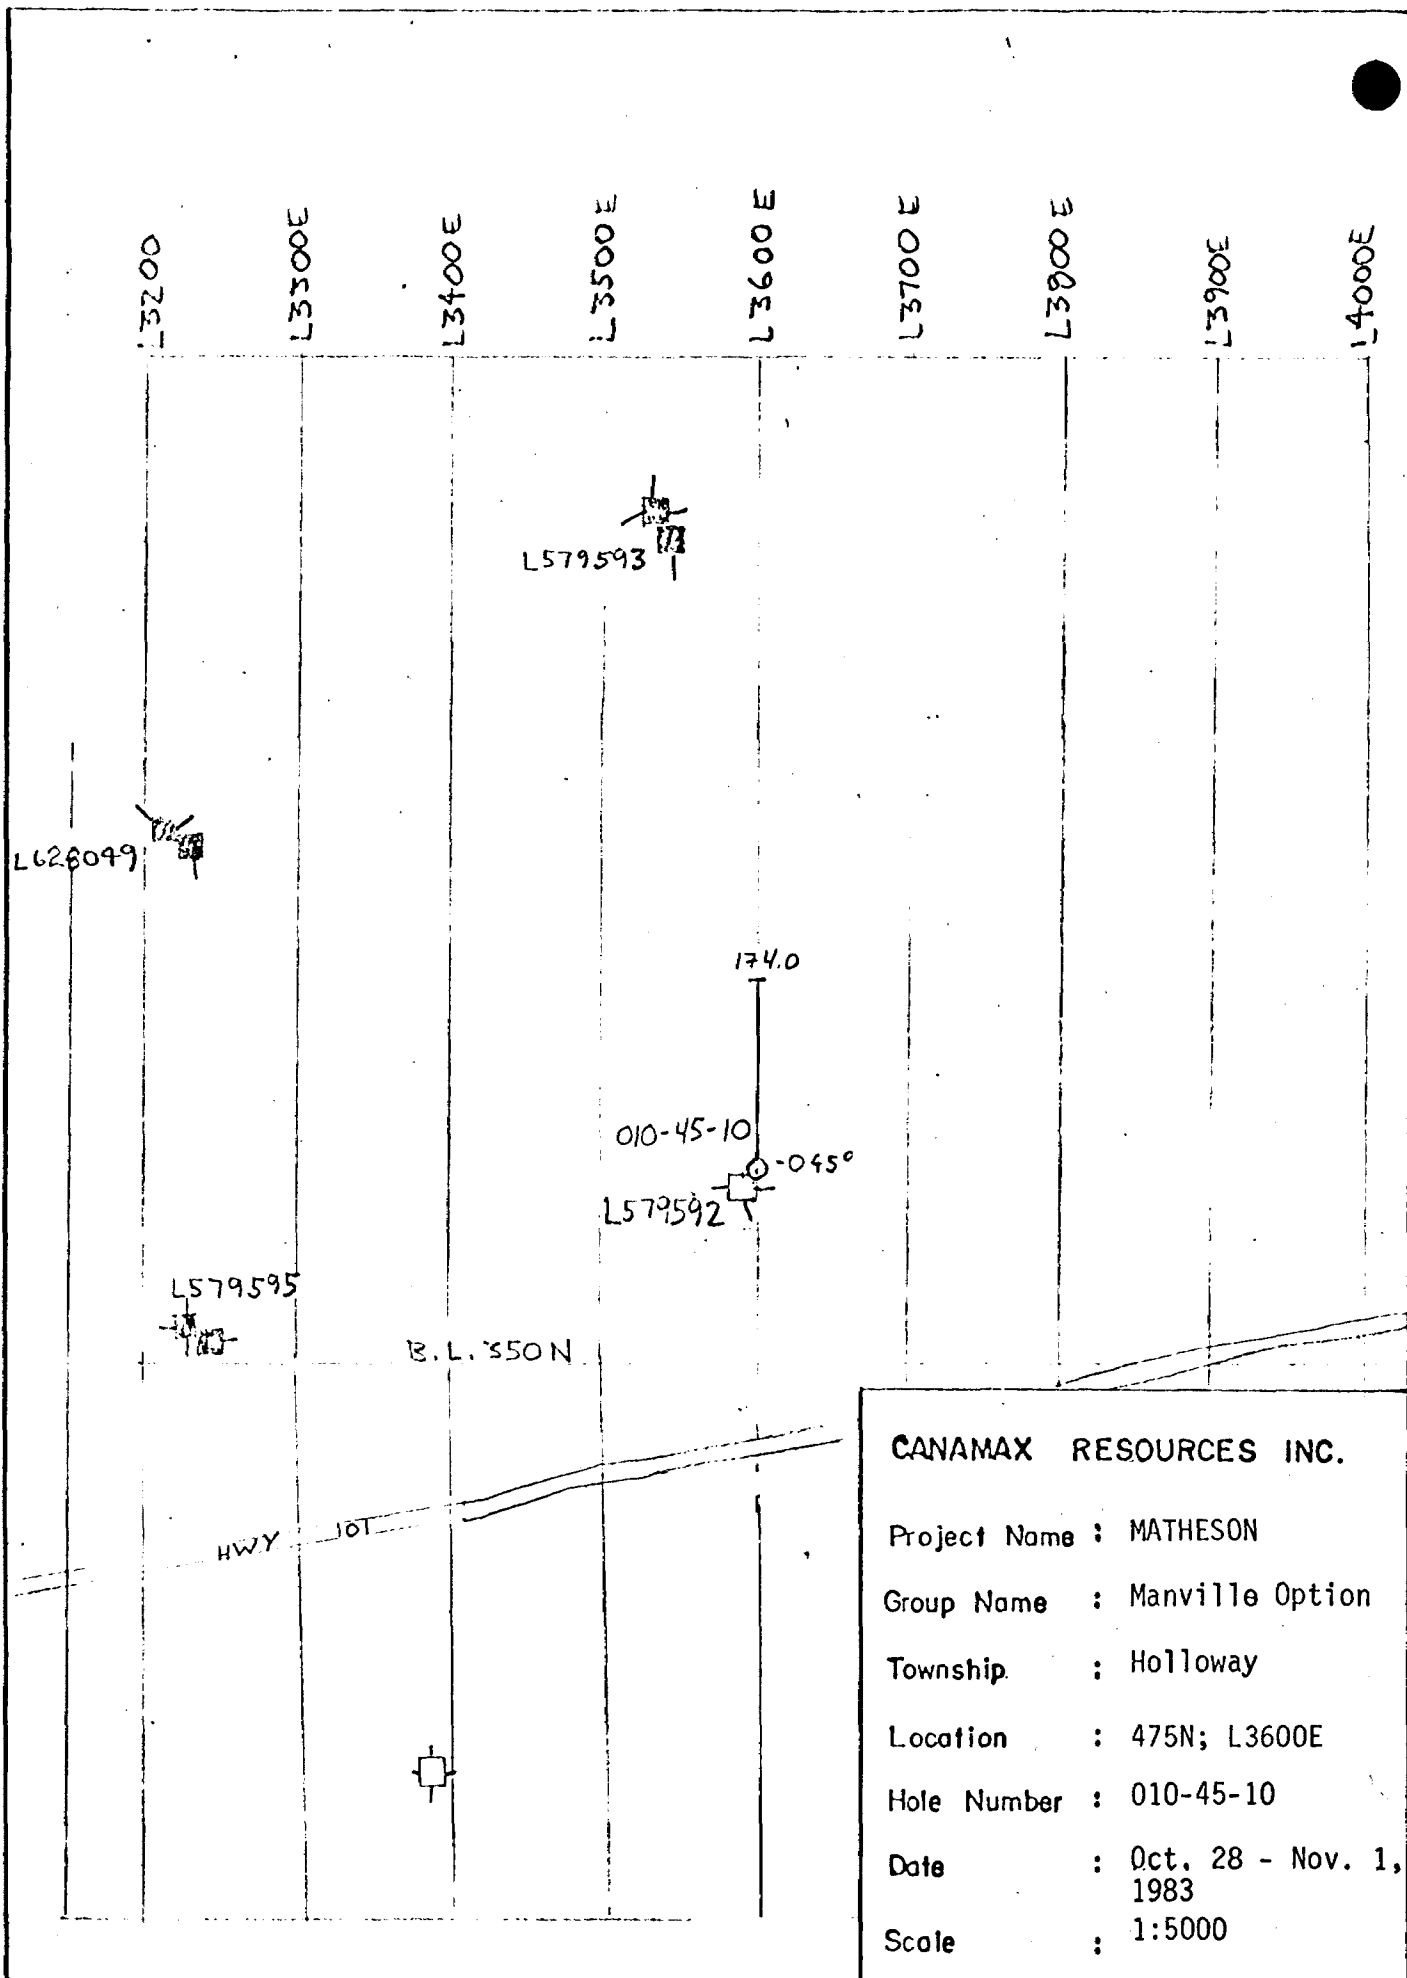 L3200
L3300E
L3400E
L3500E
L3600E
L3700E
L3800E
L3900E
L4000E
L579593
L628049
174.0
010-45-10
-045°
L579592
L579595
B.L. 350N
HWY 101
CANAMAX RESOURCES INC.
Project Name : MATHESON
Group Name : Manville Option
Township : Holloway
Location : 475N; L3600E
Hole Number : 010-45-10
Date : Oct. 28 - Nov. 1,
1983
Scale : 1:5000